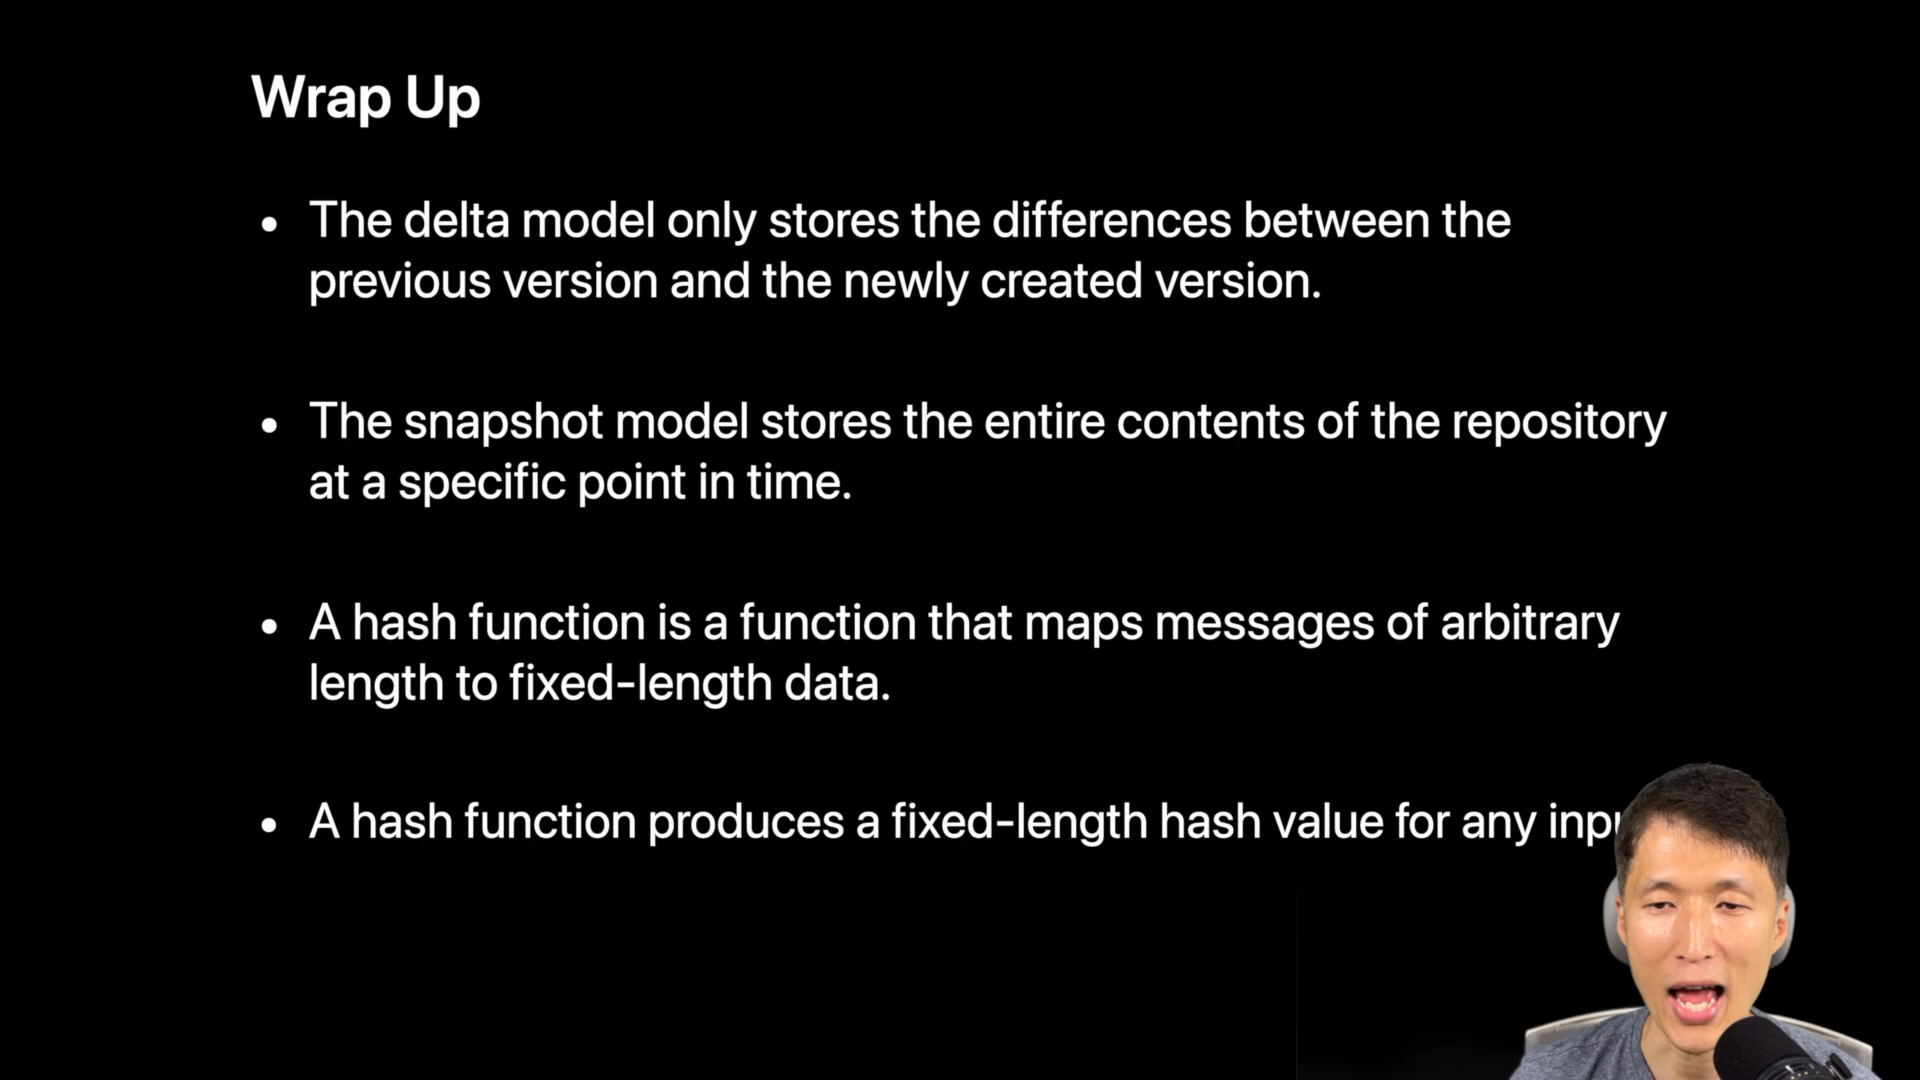 Wrap Up
• The delta model only stores the differences between the
previous version and the newly created version.
• The snapshot model stores the entire contents of the repository
at a specific point in time.
• A hash function is a function that maps messages of arbitrary
length to fixed-length data.
• A hash function produces a fixed-length hash value for any